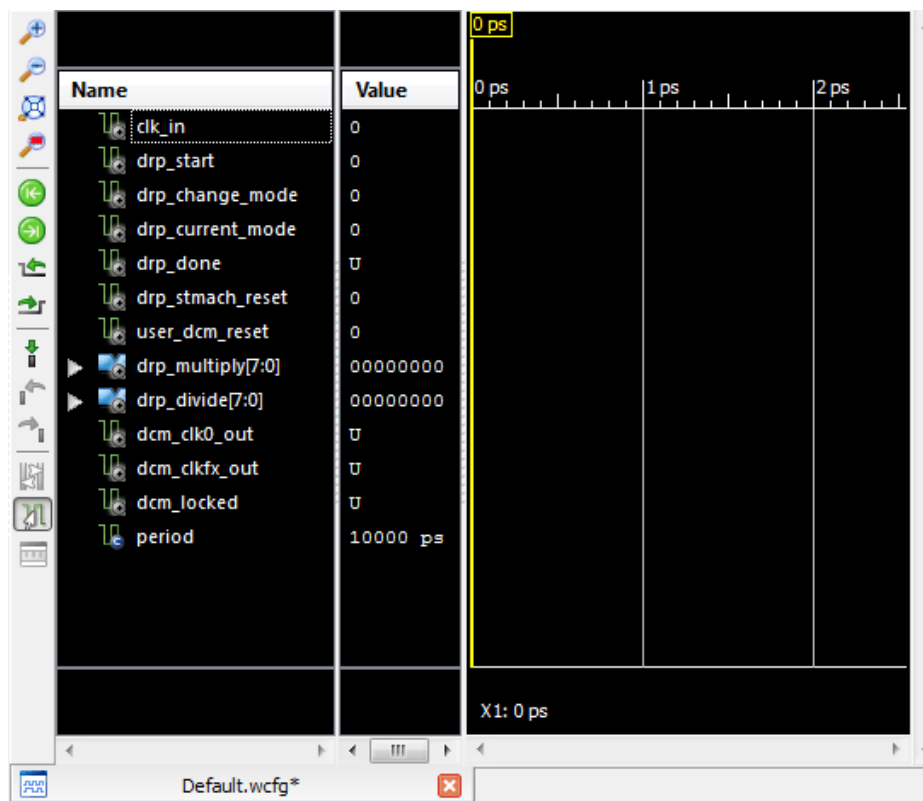 0 ps
Name Value 0 ps 1 ps 2 ps
clk_in 0
drp_start 0
drp_change_mode 0
drp_current_mode 0
drp_done U
drp_stmach_reset 0
user_dcm_reset 0
drp_multiply[7:0] 00000000
drp_divide[7:0] 00000000
dcm_clk0_out U
dcm_clkfx_out U
dcm_locked U
period 10000 ps
X1: 0 ps
Default.wcfg*